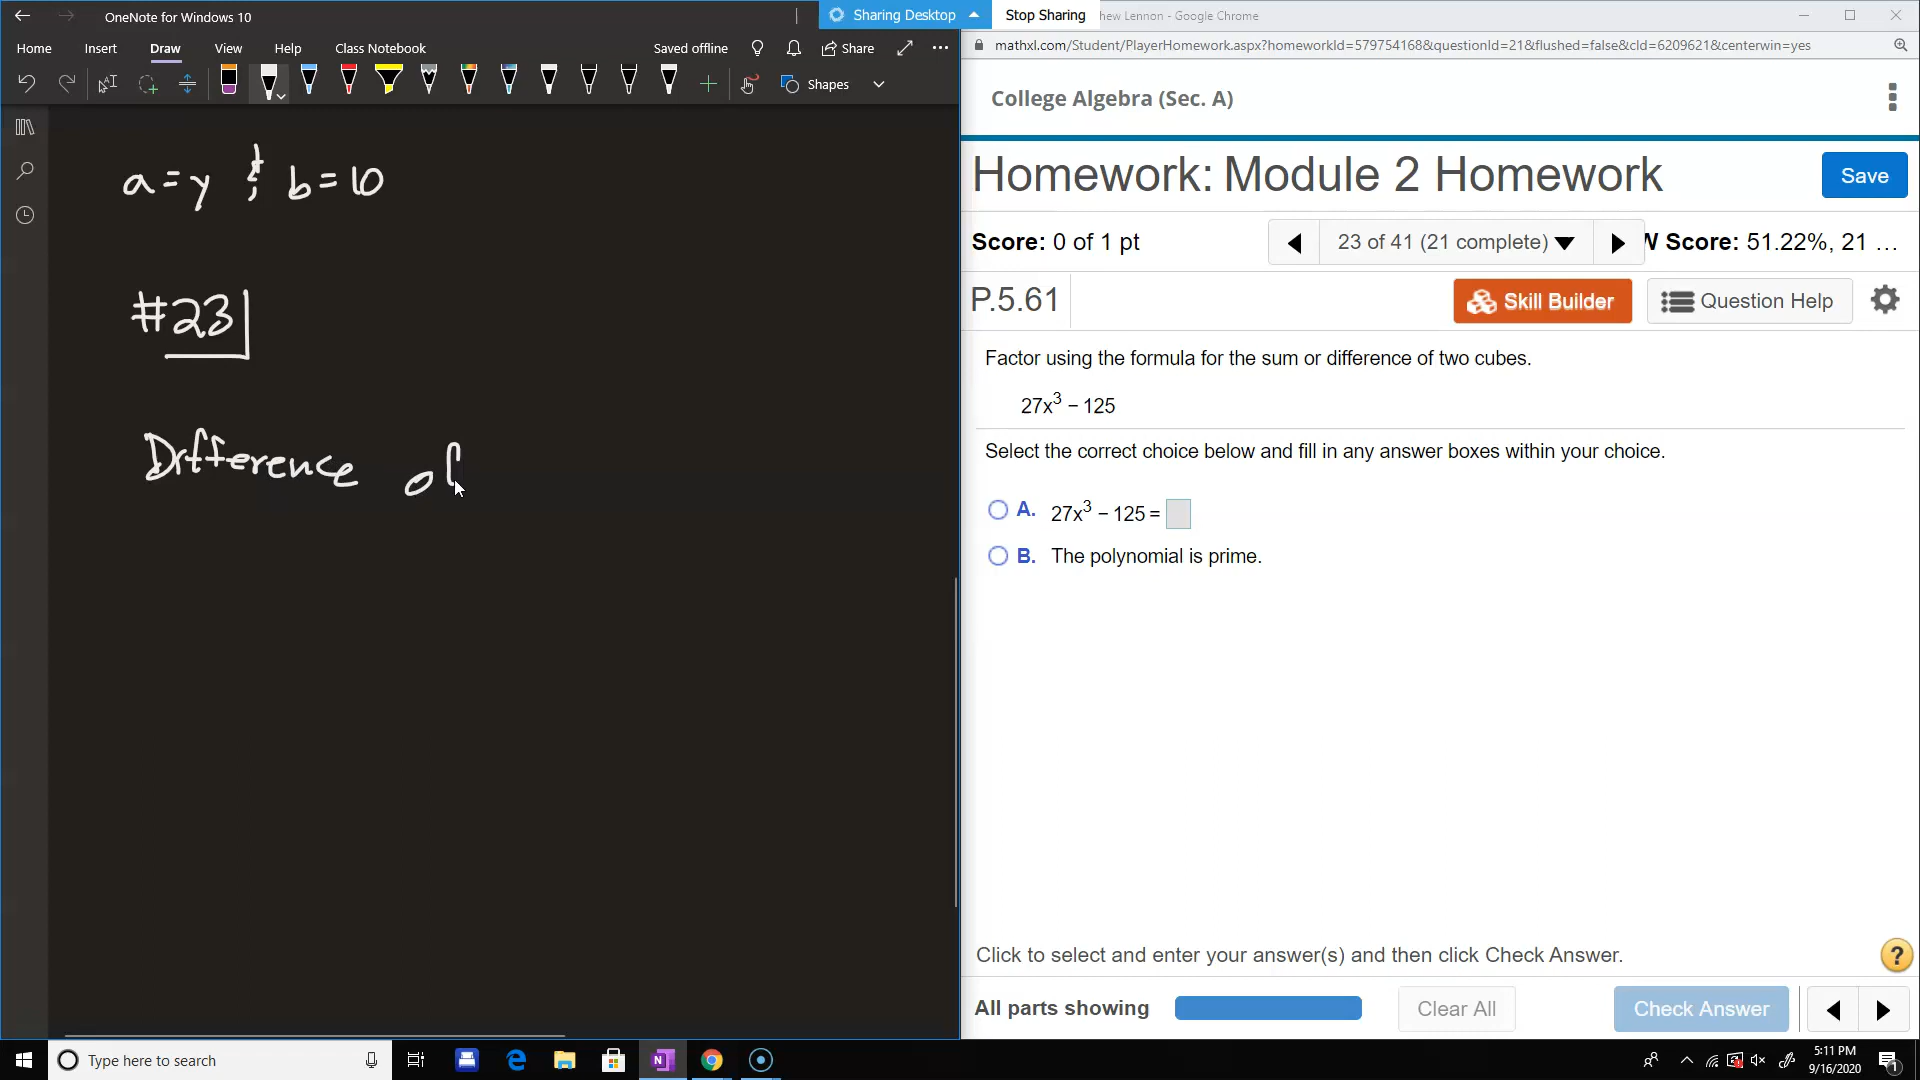 OneNote for Windows 10
Sharing Desktop
Stop Sharing
hew Lennon - Google Chrome
Home Insert Draw View Help Class Notebook Saved offline Share
mathxl.com/Student/PlayerHomework.aspx?homeworkId=579754168&questionId=21&flushed=false&cId=6209621&centerwin=yes
Shapes
College Algebra (Sec. A)
a=y & b=10
Homework: Module 2 Homework
Save
Score: 0 of 1 pt
23 of 41 (21 complete)
W Score: 51.22%, 21 ...
#23
P.5.61
Skill Builder
Question Help
Factor using the formula for the sum or difference of two cubes.
27x³ − 125
Difference of
Select the correct choice below and fill in any answer boxes within your choice.
A. 27x³ − 125 =
B. The polynomial is prime.
Click to select and enter your answer(s) and then click Check Answer.
?
All parts showing
Clear All
Check Answer
Type here to search
5:11 PM
9/16/2020
1